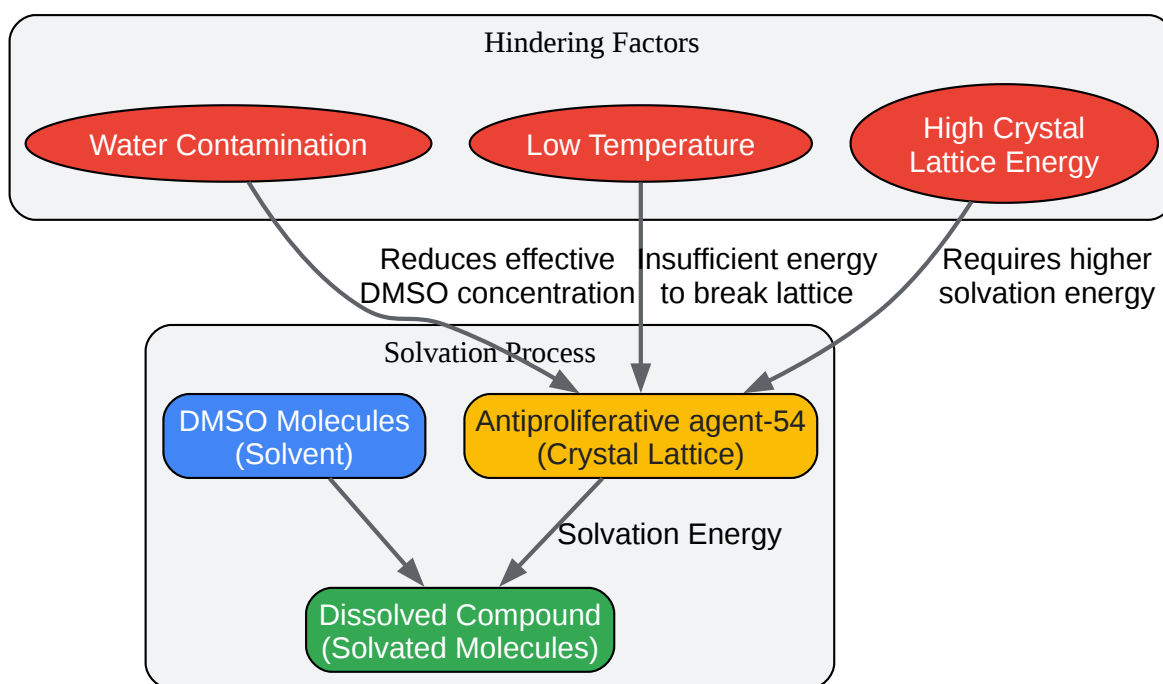 Hindering Factors
Water Contamination
Low Temperature
High Crystal
Lattice Energy
Reduces effective
DMSO concentration
Insufficient energy
to break lattice
Requires higher
solvation energy
Solvation Process
DMSO Molecules
(Solvent)
Antiproliferative agent-54
(Crystal Lattice)
Solvation Energy
Dissolved Compound
(Solvated Molecules)